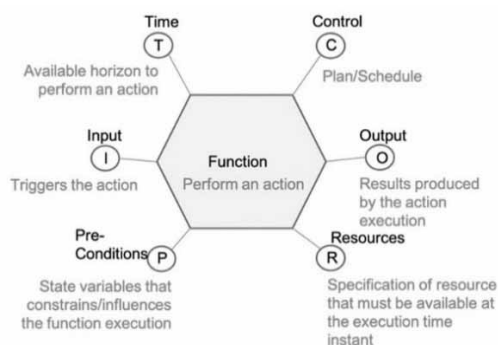 Time
T
Available horizon to
perform an action
Control
C
Plan/Schedule
Input
I
Triggers the action
Function
Perform an action
Output
O
Results produced
by the action
execution
Pre-
Conditions
P
State variables that
constrains/influences
the function execution
Resources
R
Specification of resource
that must be available at
the execution time
instant